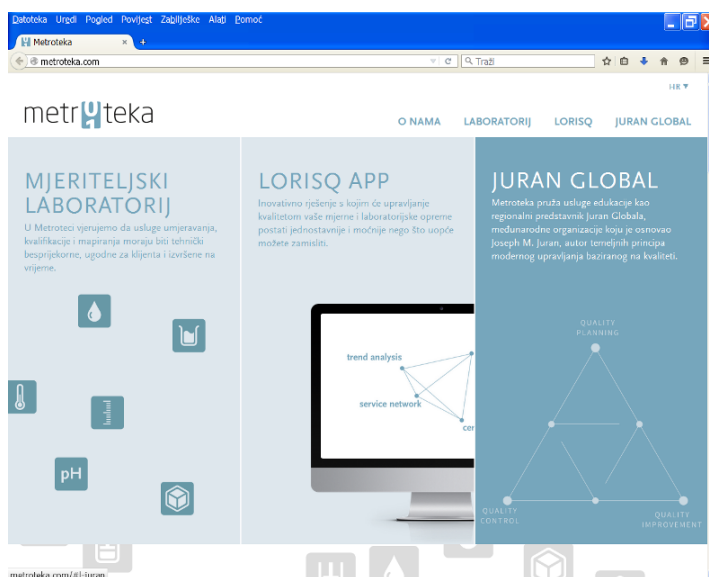 Datoteka Uredi Pogled Povijest Zabilješke Alati Pomoć
Metroteka
metroteka.com
Traži
HR
metroteka
O NAMA LABORATORIJ LORISQ JURAN GLOBAL
MJERITELJSKI
LABORATORIJ
U Metroteci vjerujemo da usluge umjeravanja,
kvalifikacije i mapiranja moraju biti tehnički
besprijekorne, ugodne za klijenta i izvršene na
vrijeme.
pH
LORISQ APP
Inovativno rješenje s kojim će upravljanje
kvalitetom vaše mjerne i laboratorijske opreme
postati jednostavnije i moćnije nego što uopće
možete zamisliti.
trend analysis
service network
cer
JURAN GLOBAL
Metroteka pruža usluge edukacije kao
regionalni predstavnik Juran Globala,
međunarodne organizacije koju je osnovao
Joseph M. Juran, autor temeljnih principa
modernog upravljanja baziranog na kvaliteti.
QUALITY
PLANNING
QUALITY
CONTROL
QUALITY
IMPROVEMENT
metroteka.com/#l-juran